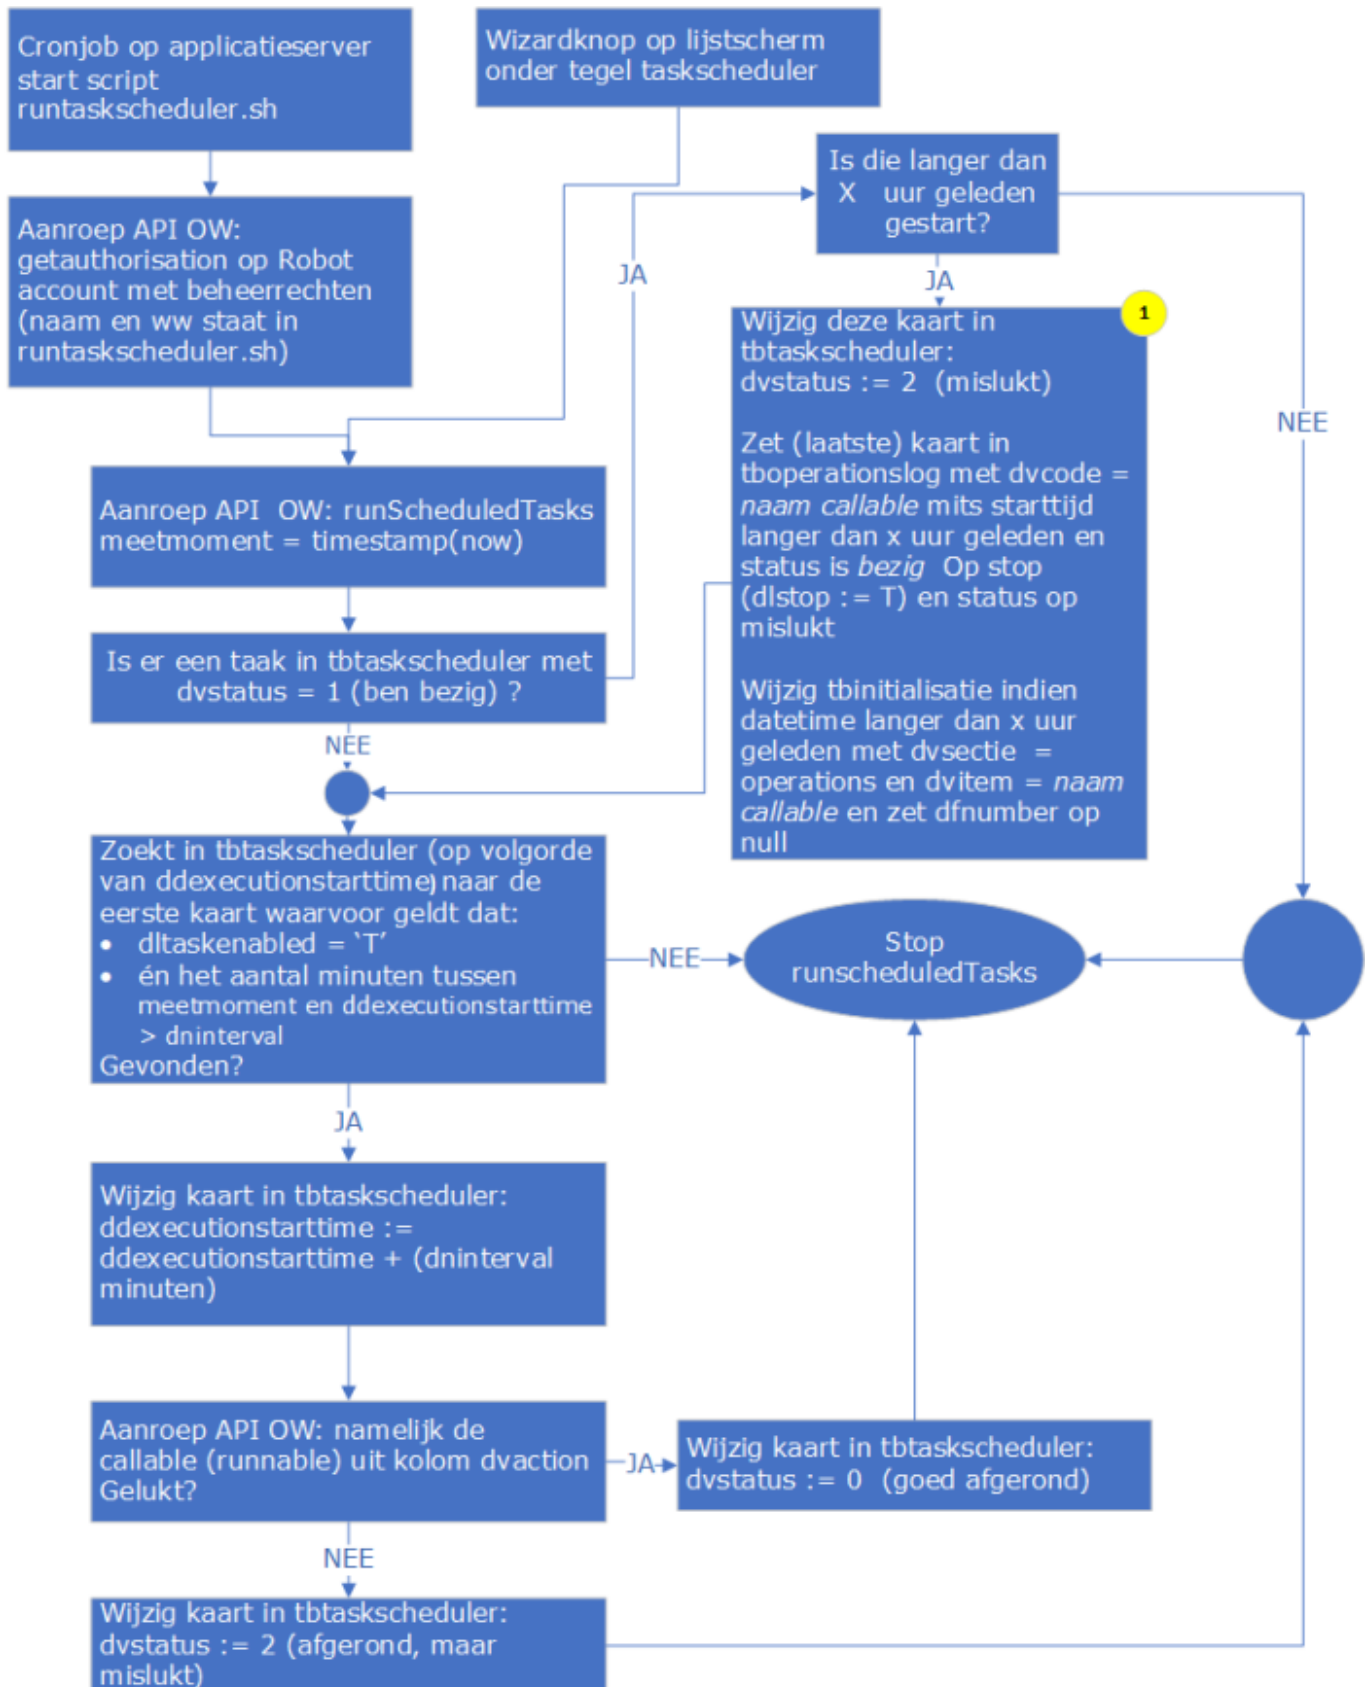 Cronjob op applicatieserver
start script
runtaskscheduler.sh
Wizardknop op lijstscherm
onder tegel taskscheduler
Is die langer dan
X uur geleden
gestart?
Aanroep API OW:
getauthorisation op Robot
account met beheerrechten
(naam en ww staat in
runtaskscheduler.sh)
JA
JA
NEE
1
Wijzig deze kaart in
tbtaskscheduler:
dvstatus := 2 (mislukt)
Zet (laatste) kaart in
tboperationslog met dvcode =
naam callable mits starttijd
langer dan x uur geleden en
status is bezig Op stop
(dlstop := T) en status op
mislukt
Wijzig tbinitialisatie indien
datetime langer dan x uur
geleden met dvsectie =
operations en dvitem = naam
callable en zet dfnumber op
null
Aanroep API OW: runScheduledTasks
meetmoment = timestamp(now)
Is er een taak in tbtaskscheduler met
dvstatus = 1 (ben bezig) ?
NEE
Zoekt in tbtaskscheduler (op volgorde
van ddexecutionstarttime) naar de
eerste kaart waarvoor geldt dat:
• dltaskenabled = ‘T’
• én het aantal minuten tussen
meetmoment en ddexecutionstarttime
> dninterval
Gevonden?
NEE
Stop
runscheduledTasks
JA
Wijzig kaart in tbtaskscheduler:
ddexecutionstarttime :=
ddexecutionstarttime + (dninterval
minuten)
Aanroep API OW: namelijk de
callable (runnable) uit kolom dvaction
Gelukt?
JA
Wijzig kaart in tbtaskscheduler:
dvstatus := 0 (goed afgerond)
NEE
Wijzig kaart in tbtaskscheduler:
dvstatus := 2 (afgerond, maar
mislukt)